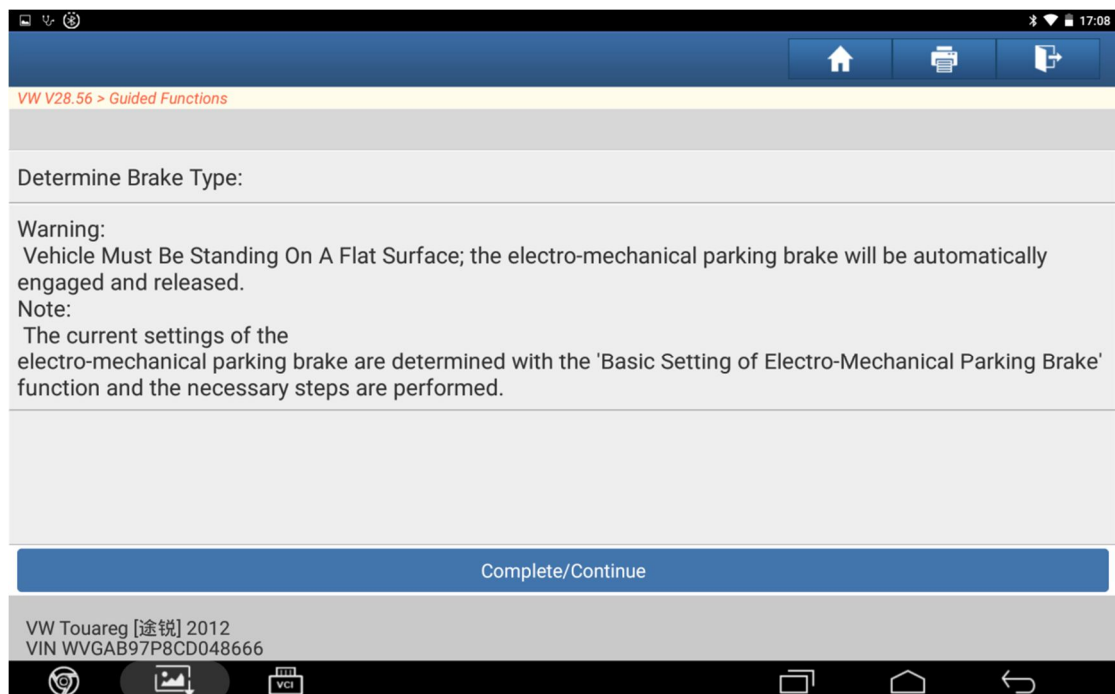 17:08
VW V28.56 > Guided Functions
Determine Brake Type:
Warning:
Vehicle Must Be Standing On A Flat Surface; the electro-mechanical parking brake will be automatically
engaged and released.
Note:
The current settings of the
electro-mechanical parking brake are determined with the 'Basic Setting of Electro-Mechanical Parking Brake'
function and the necessary steps are performed.
Complete/Continue
VW Touareg [途锐] 2012
VIN WVGAB97P8CD048666
VCI